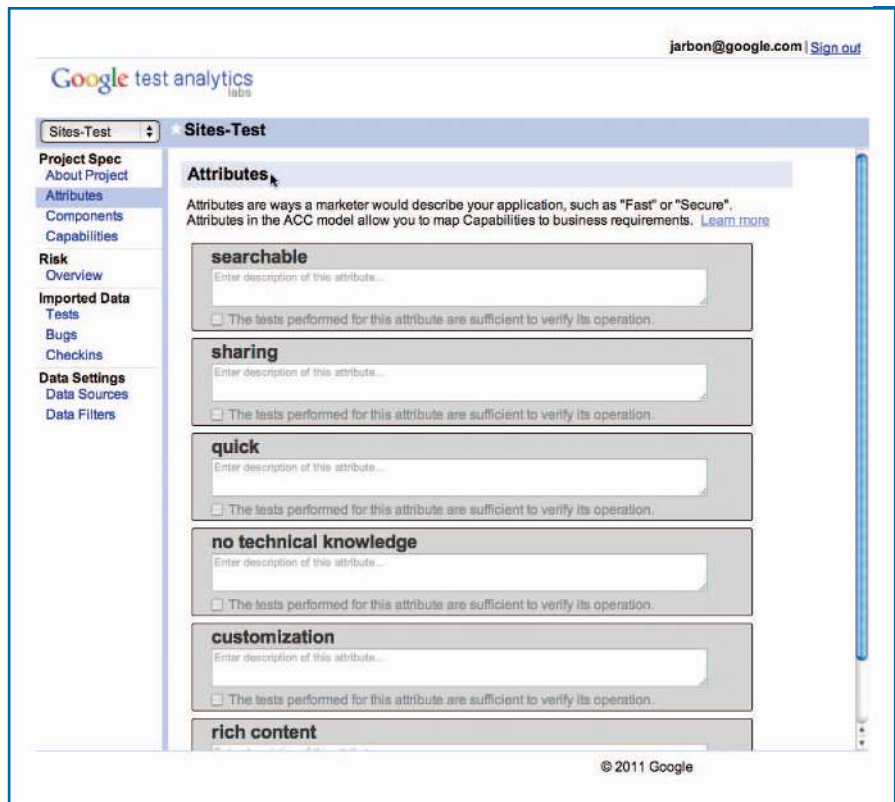 jarbon@google.com | Sign out
Google test analytics
labs
Sites-Test
Sites-Test
Project Spec
About Project
Attributes
Components
Capabilities
Risk
Overview
Imported Data
Tests
Bugs
Checkins
Data Settings
Data Sources
Data Filters
Attributes
Attributes are ways a marketer would describe your application, such as "Fast" or "Secure".
Attributes in the ACC model allow you to map Capabilities to business requirements. Learn more
searchable
Enter description of this attribute...
The tests performed for this attribute are sufficient to verify its operation.
sharing
Enter description of this attribute...
The tests performed for this attribute are sufficient to verify its operation.
quick
Enter description of this attribute...
The tests performed for this attribute are sufficient to verify its operation.
no technical knowledge
Enter description of this attribute...
The tests performed for this attribute are sufficient to verify its operation.
customization
Enter description of this attribute...
The tests performed for this attribute are sufficient to verify its operation.
rich content
© 2011 Google